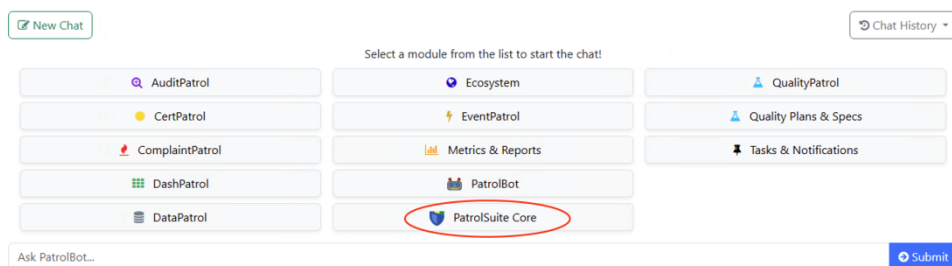 New Chat
Chat History
Select a module from the list to start the chat!
AuditPatrol
Ecosystem
QualityPatrol
CertPatrol
EventPatrol
Quality Plans & Specs
ComplaintPatrol
Metrics & Reports
Tasks & Notifications
DashPatrol
PatrolBot
DataPatrol
PatrolSuite Core
Ask PatrolBot...
Submit